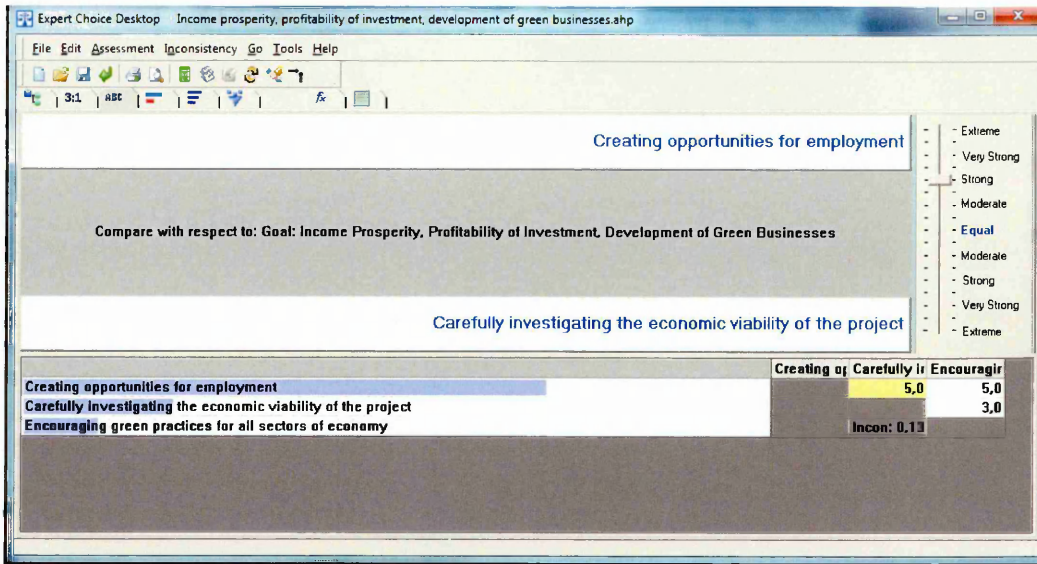 Expert Choice Desktop Income prosperity, profitability of investment, development of green businesses.ahp
File Edit Assessment Inconsistency Go Tools Help
3:1 ABC fx
Creating opportunities for employment
Compare with respect to: Goal: Income Prosperity, Profitability of Investment, Development of Green Businesses
Carefully investigating the economic viability of the project
Extreme
Very Strong
Strong
Moderate
Equal
Moderate
Strong
Very Strong
Extreme
Creating o Carefully ir Encouragir
Creating opportunities for employment 5,0 5,0
Carefully investigating the economic viability of the project 3,0
Encouraging green practices for all sectors of economy Incon: 0,13